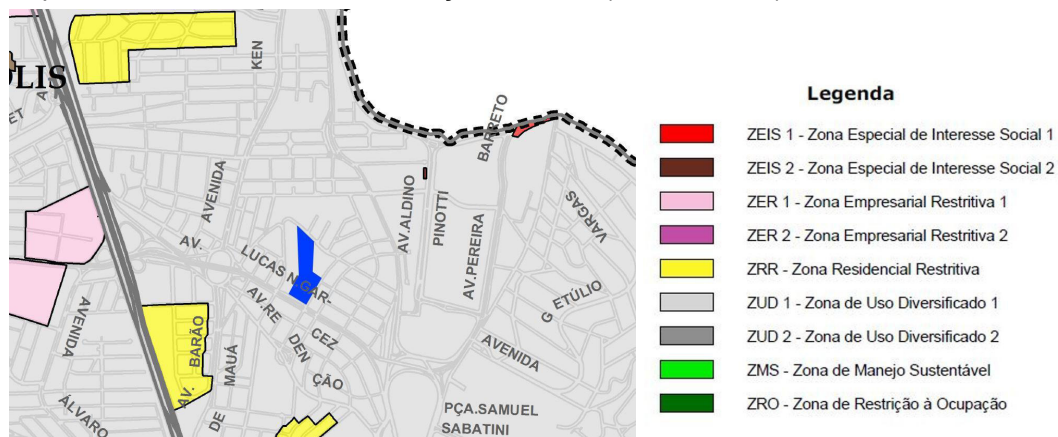 LIS
A
ET
KEN
AVENIDA
AV.
LUCAS N.GAR-
CEZ
AV.RE
DEN
ÇÃO
AV.ALDINO
PINOTTI
BARRETO
AV.PEREIRA
VARGAS
G ETÚLIO
AVENIDA
AVENIDA
ÁLVARO
AV. BARÃO
DE MAUÁ
PÇA.SAMUEL
SABATINI
Legenda
ZEIS 1 - Zona Especial de Interesse Social 1
ZEIS 2 - Zona Especial de Interesse Social 2
ZER 1 - Zona Empresarial Restritiva 1
ZER 2 - Zona Empresarial Restritiva 2
ZRR - Zona Residencial Restritiva
ZUD 1 - Zona de Uso Diversificado 1
ZUD 2 - Zona de Uso Diversificado 2
ZMS - Zona de Manejo Sustentável
ZRO - Zona de Restrição à Ocupação